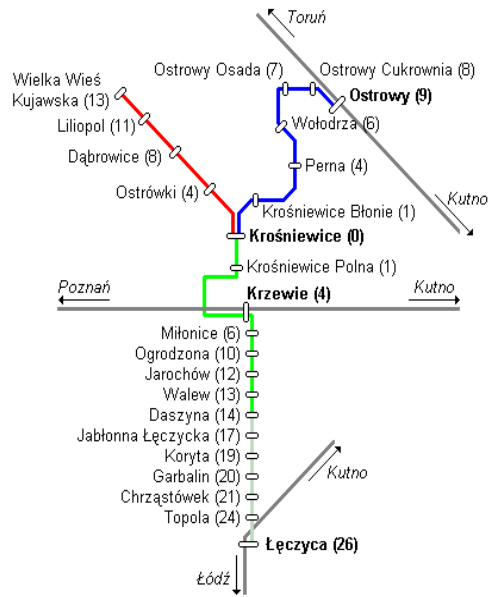 Toruń
Ostrowy Osada (7)
Ostrowy Cukrownia (8)
Wielka Wieś
Kujawska (13)
Ostrowy (9)
Liliopol (11)
Wołodrza (6)
Dąbrowice (8)
Perna (4)
Ostrówki (4)
Kutno
Krośniewice Błonie (1)
Krośniewice (0)
Krośniewice Polna (1)
Poznań
Krzewie (4)
Kutno
Miłonice (6)
Ogrodzona (10)
Jarochów (12)
Walew (13)
Daszyna (14)
Jabłonna Łęczycka (17)
Koryta (19)
Kutno
Garbalin (20)
Chrząstówek (21)
Topola (24)
Łęczyca (26)
Łódź